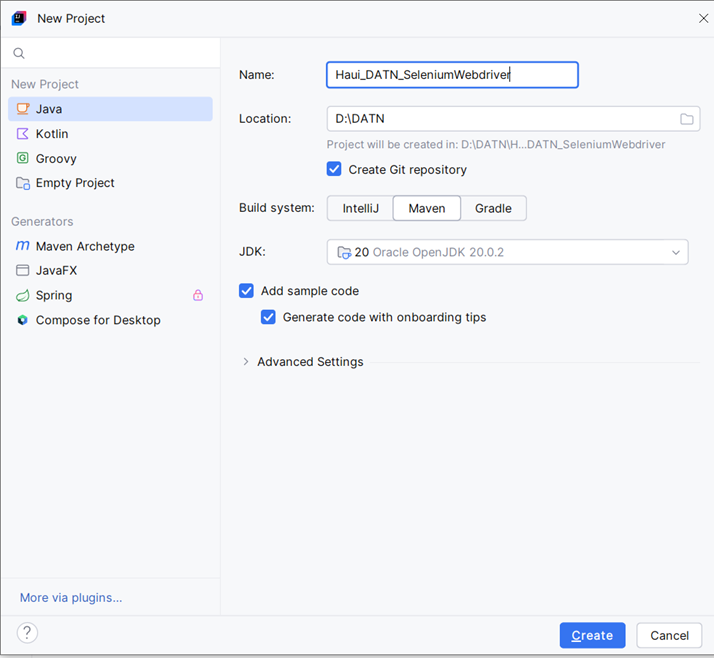 New Project
New Project
Java
Kotlin
Groovy
Empty Project
Generators
Maven Archetype
JavaFX
Spring
Compose for Desktop
More via plugins...
Name: Haui_DATN_SeleniumWebdriver
Location: D:\DATN
Project will be created in: D:\DATN\H...DATN_SeleniumWebdriver
Create Git repository
Build system: IntelliJ Maven Gradle
JDK: 20 Oracle OpenJDK 20.0.2
Add sample code
Generate code with onboarding tips
Advanced Settings
? Create Cancel